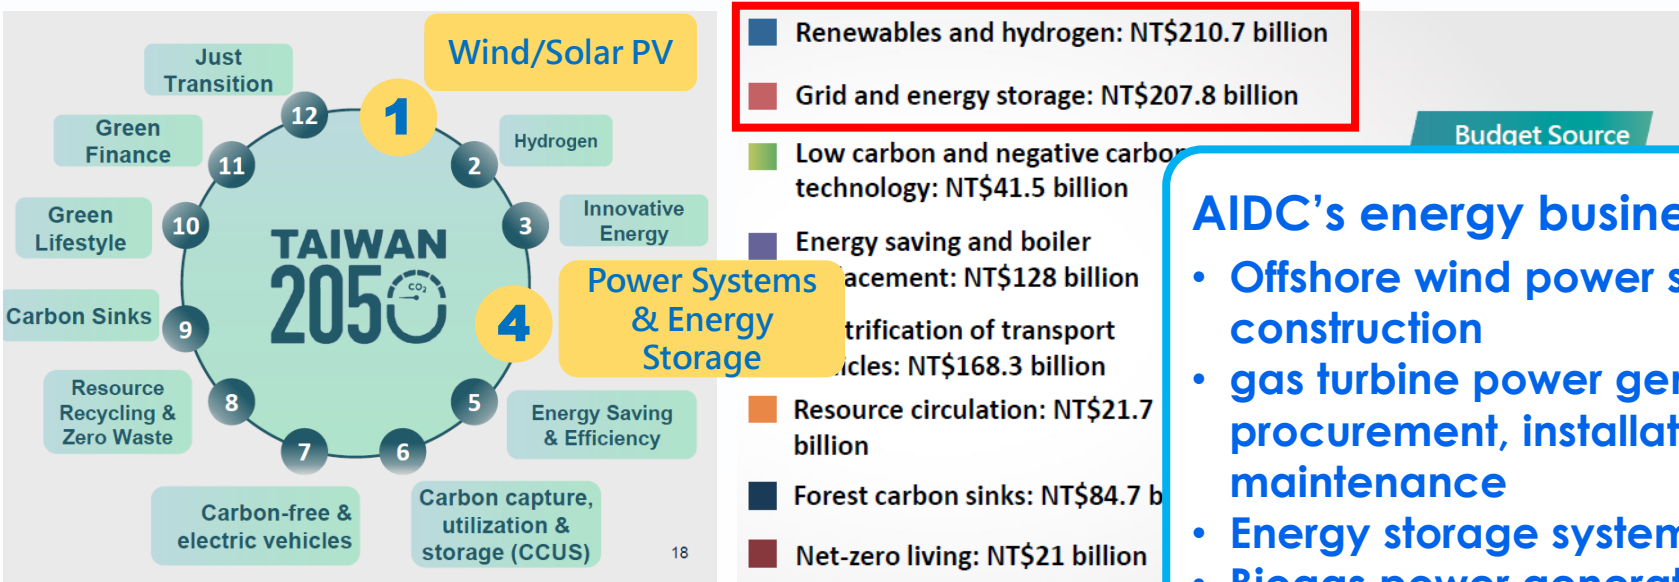 Wind/Solar PV
Just
Transition
12
1
Green
Finance
11
2
Hydrogen
Green
Lifestyle
10
3
Innovative
Energy
TAIWAN
2050
CO2
Carbon Sinks
9
4
Power Systems
& Energy
Storage
Resource
Recycling &
Zero Waste
8
5
Energy Saving
& Efficiency
7
6
Carbon-free &
electric vehicles
Carbon capture,
utilization &
storage (CCUS)
18
Renewables and hydrogen: NT$210.7 billion
Grid and energy storage: NT$207.8 billion
Low carbon and negative carbon
technology: NT$41.5 billion
Energy saving and boiler
acement: NT$128 billion
trification of transport
icles: NT$168.3 billion
Resource circulation: NT$21.7
billion
Forest carbon sinks: NT$84.7 b
Net-zero living: NT$21 billion
Budget Source
AIDC's energy busine
• Offshore wind power s
construction
• gas turbine power ger
procurement, installat
maintenance
• Energy storage system
• Biogas power generat